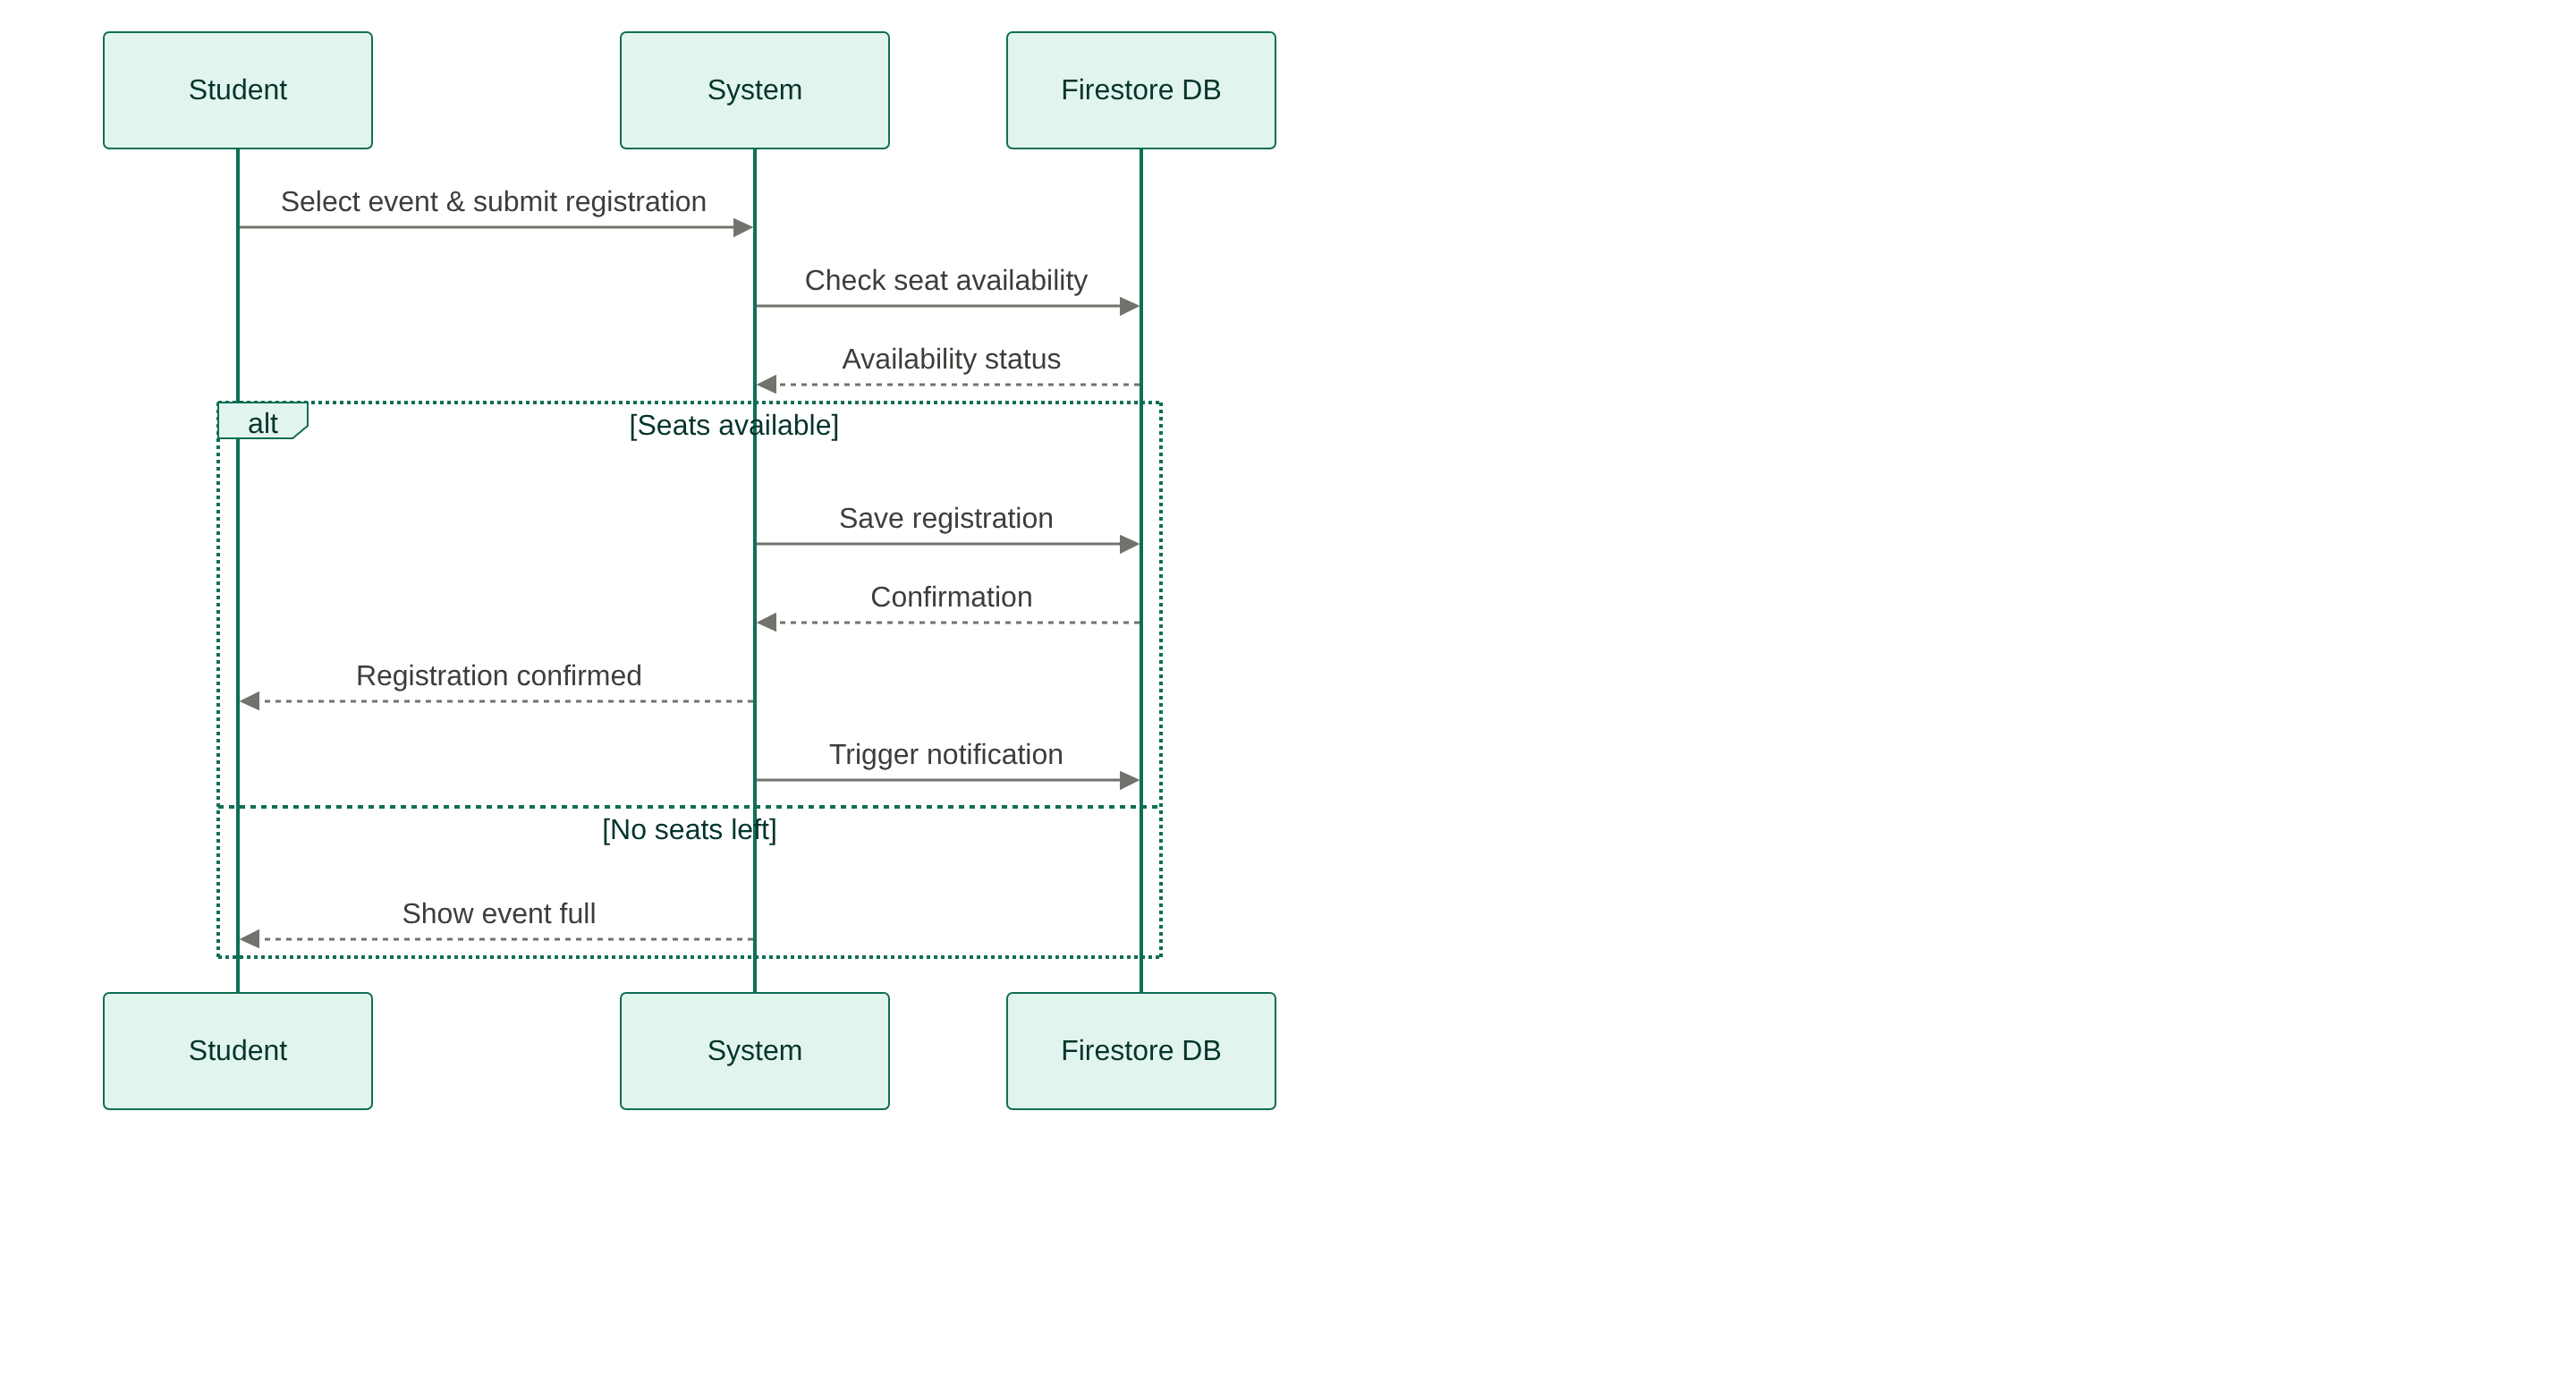 Student
System
Firestore DB
Select event & submit registration
Check seat availability
Availability status
alt
[Seats available]
Save registration
Confirmation
Registration confirmed
Trigger notification
[No seats left]
Show event full
Student
System
Firestore DB